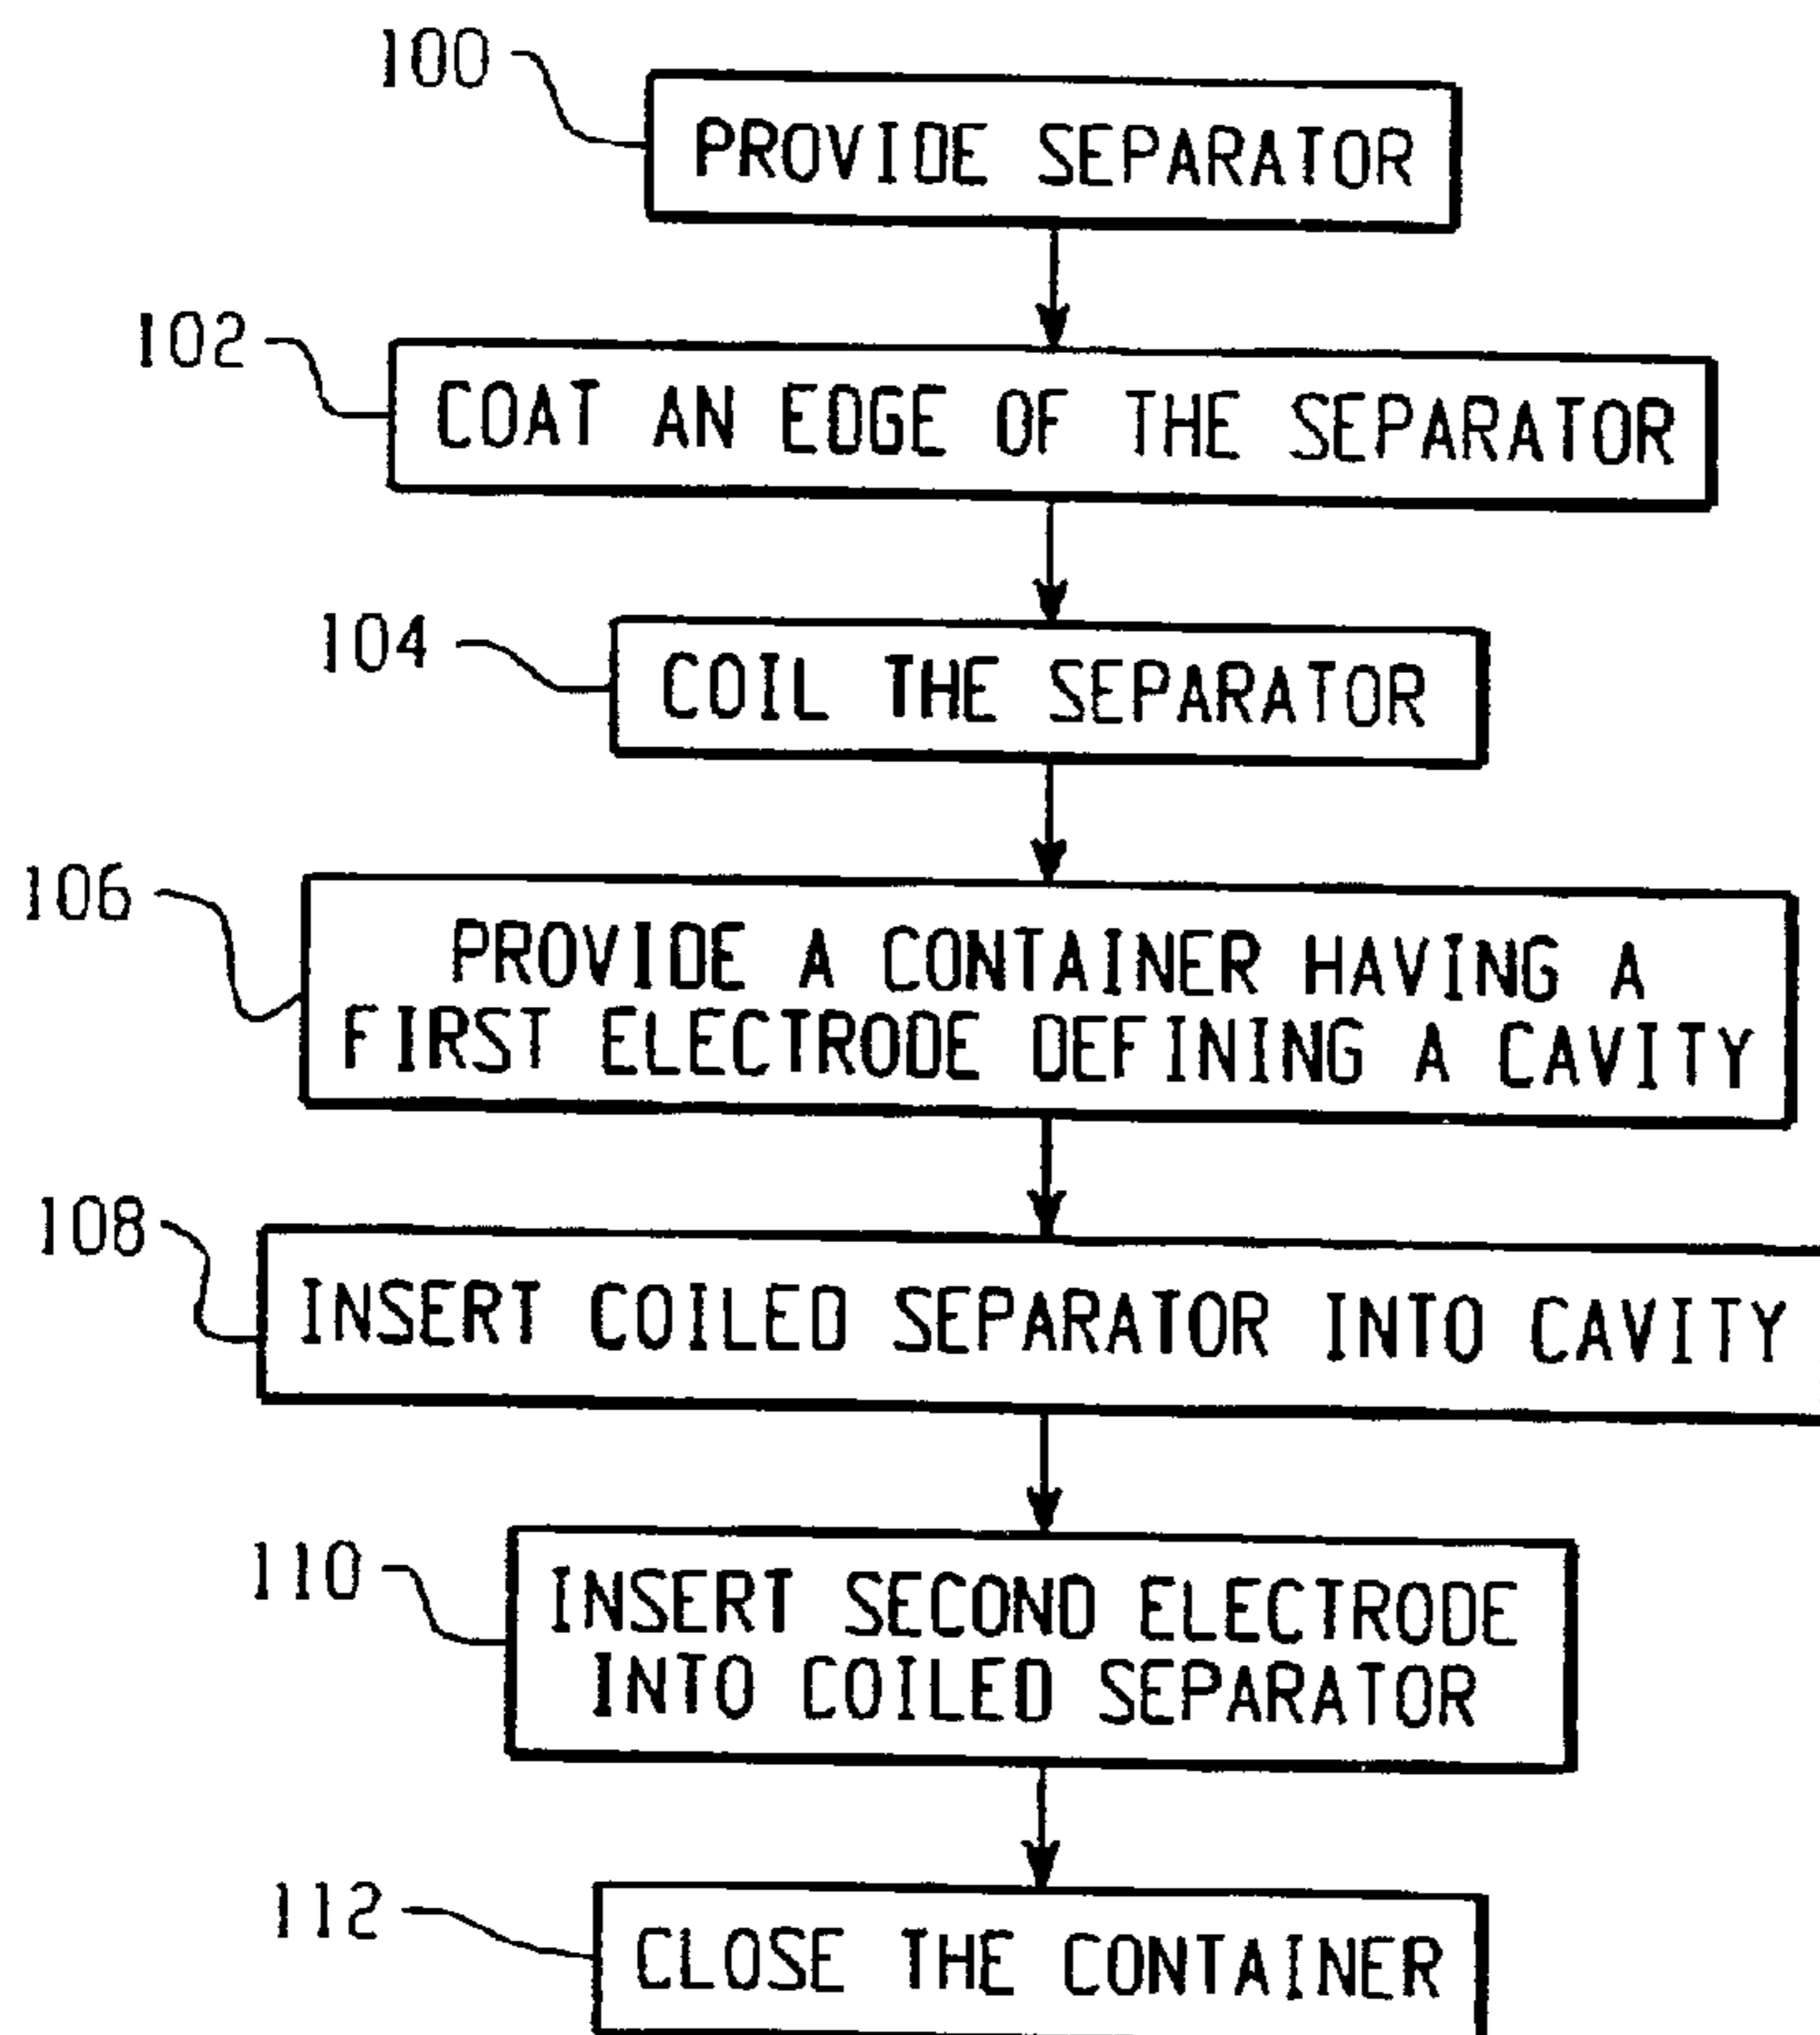 100
PROVIDE SEPARATOR
102
COAT AN EDGE OF THE SEPARATOR
104
COIL THE SEPARATOR
106
PROVIDE A CONTAINER HAVING A
FIRST ELECTRODE DEFINING A CAVITY
108
INSERT COILED SEPARATOR INTO CAVITY
110
INSERT SECOND ELECTRODE
INTO COILED SEPARATOR
112
CLOSE THE CONTAINER